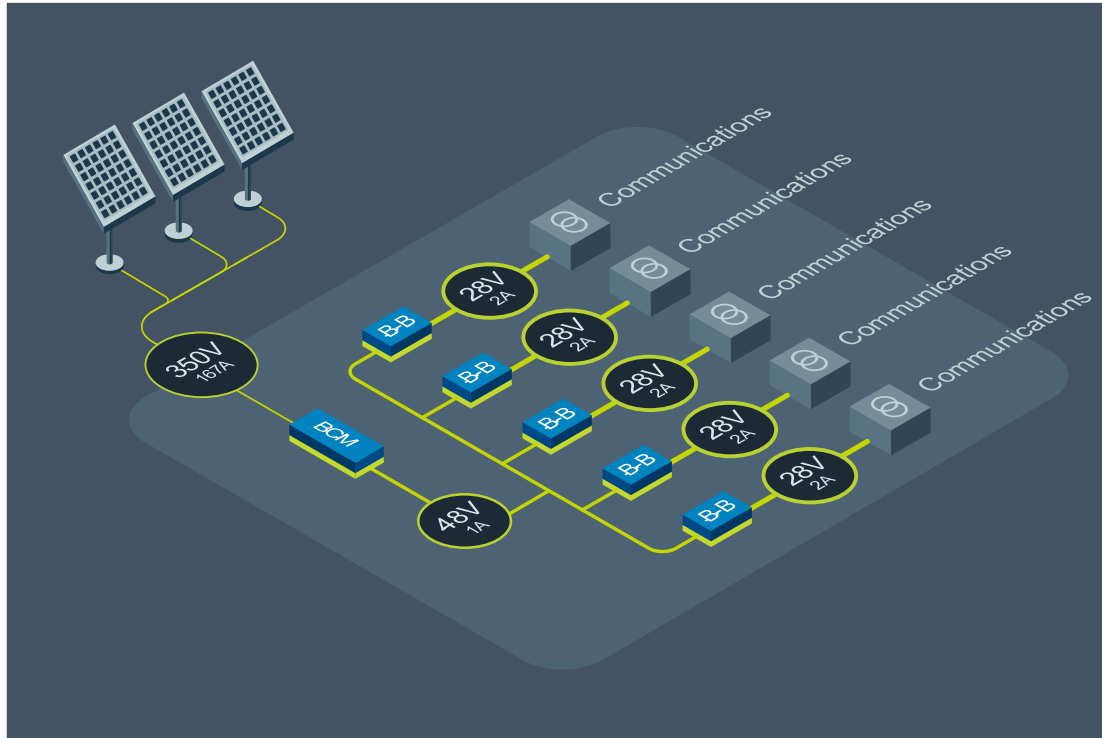 Communications
Communications
Communications
Communications
Communications
28V
2A
28V
2A
28V
2A
28V
2A
28V
2A
B-B
B-B
B-B
B-B
B-B
350V
167A
BCM
48V
1A